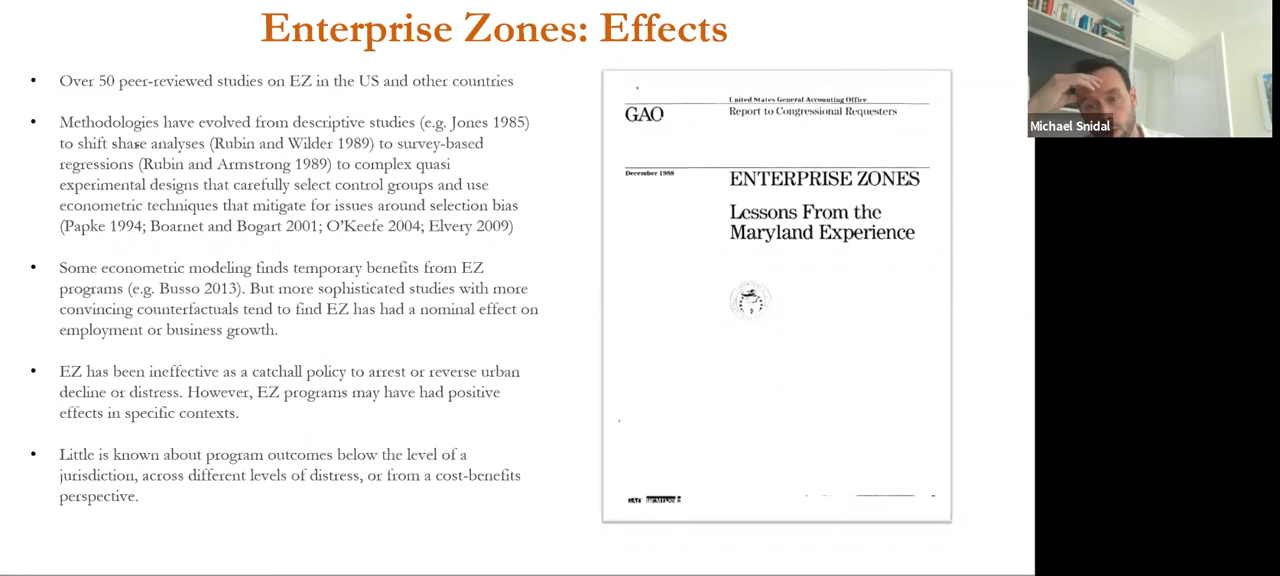 Enterprise Zones: Effects
• Over 50 peer-reviewed studies on EZ in the US and other countries
• Methodologies have evolved from descriptive studies (e.g. Jones 1985)
to shift share analyses (Rubin and Wilder 1989) to survey-based
regressions (Rubin and Armstrong 1989) to complex quasi
experimental designs that carefully select control groups and use
econometric techniques that mitigate for issues around selection bias
(Papke 1994; Boarnet and Bogart 2001; O’Keefe 2004; Elvery 2009)
• Some econometric modeling finds temporary benefits from EZ
programs (e.g. Busso 2013). But more sophisticated studies with more
convincing counterfactuals tend to find EZ has had a nominal effect on
employment or business growth.
• EZ has been ineffective as a catchall policy to arrest or reverse urban
decline or distress. However, EZ programs may have had positive
effects in specific contexts.
• Little is known about program outcomes below the level of a
jurisdiction, across different levels of distress, or from a cost-benefits
perspective.
United States General Accounting Office
GAO
Report to Congressional Requesters
December 1988
ENTERPRISE ZONES
Lessons From the
Maryland Experience
GAO
Michael Snidal